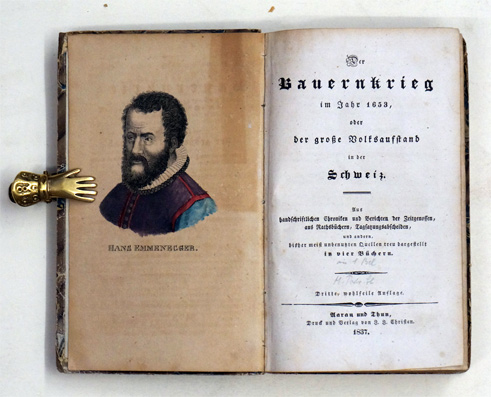 HANS EMMENEGGER.
Der
Bauernkrieg
im Jahr 1653,
oder
der große Volksaufstand
in der
Schweiz.
Aus
handschriftlichen Chroniken und Berichten der Zeitgenossen,
aus Rathsbüchern, Tagsatzungsabscheiden,
und andern,
bisher meist unbenutzten Quellen treu dargestellt
in vier Büchern.
Dritte, wohlfeile Auflage.
Aarau und Thun,
Druck und Verlag von J. J. Christen.
1837.